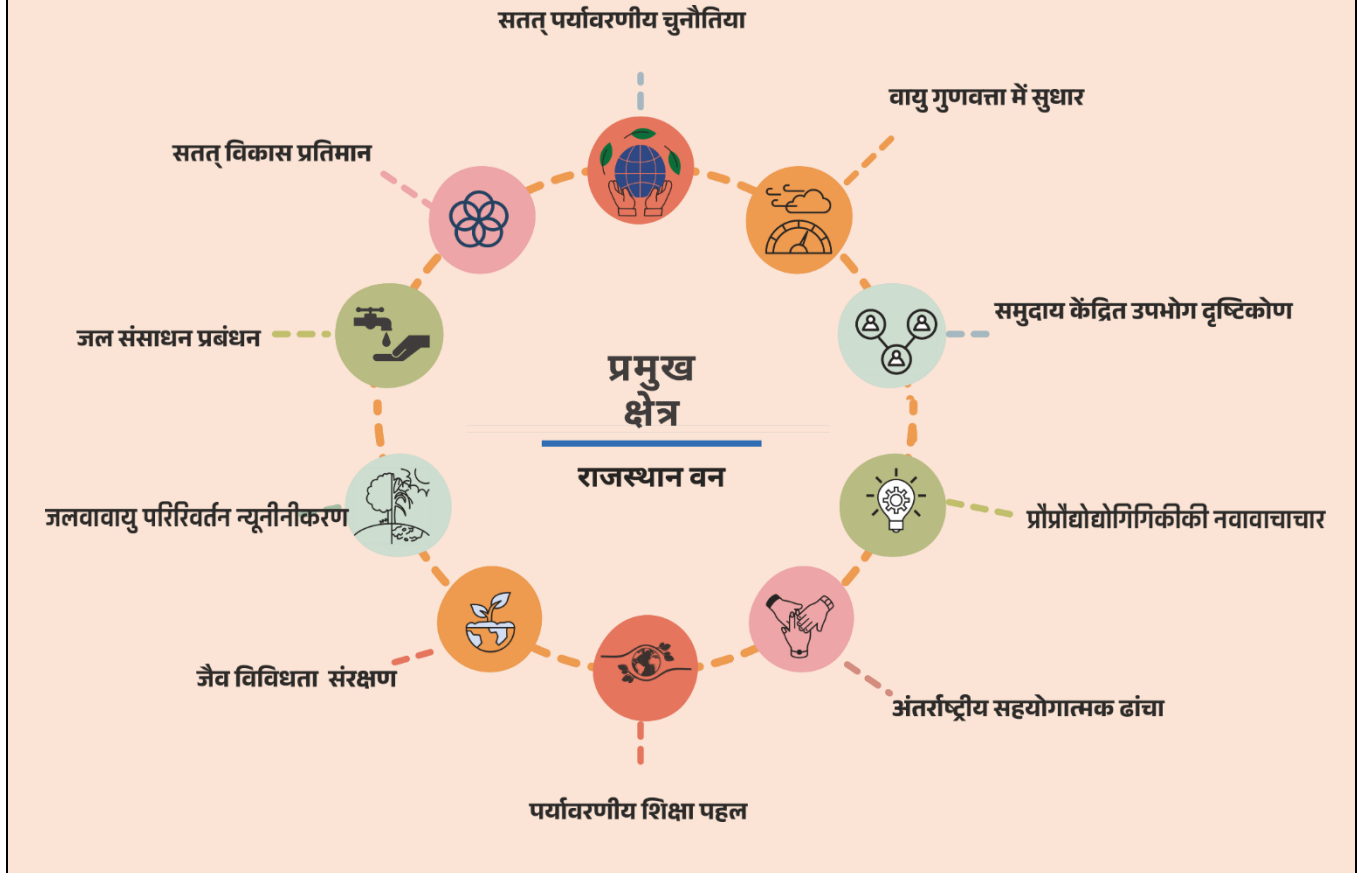 सतत् पर्यावरणीय चुनौतिया
वायु गुणवत्ता में सुधार
सतत् विकास प्रतिमान
समुदाय केंद्रित उपभोग दृष्टिकोण
जल संसाधन प्रबंधन
प्रमुख
क्षेत्र
राजस्थान वन
जलवावायु परिरिवर्तन न्यूनीनीकरण
प्रौप्रौद्योद्योगिगिकीकी नवावाचाचार
जैव विविधता संरक्षण
अंतर्राष्ट्रीय सहयोगात्मक ढांचा
पर्यावरणीय शिक्षा पहल